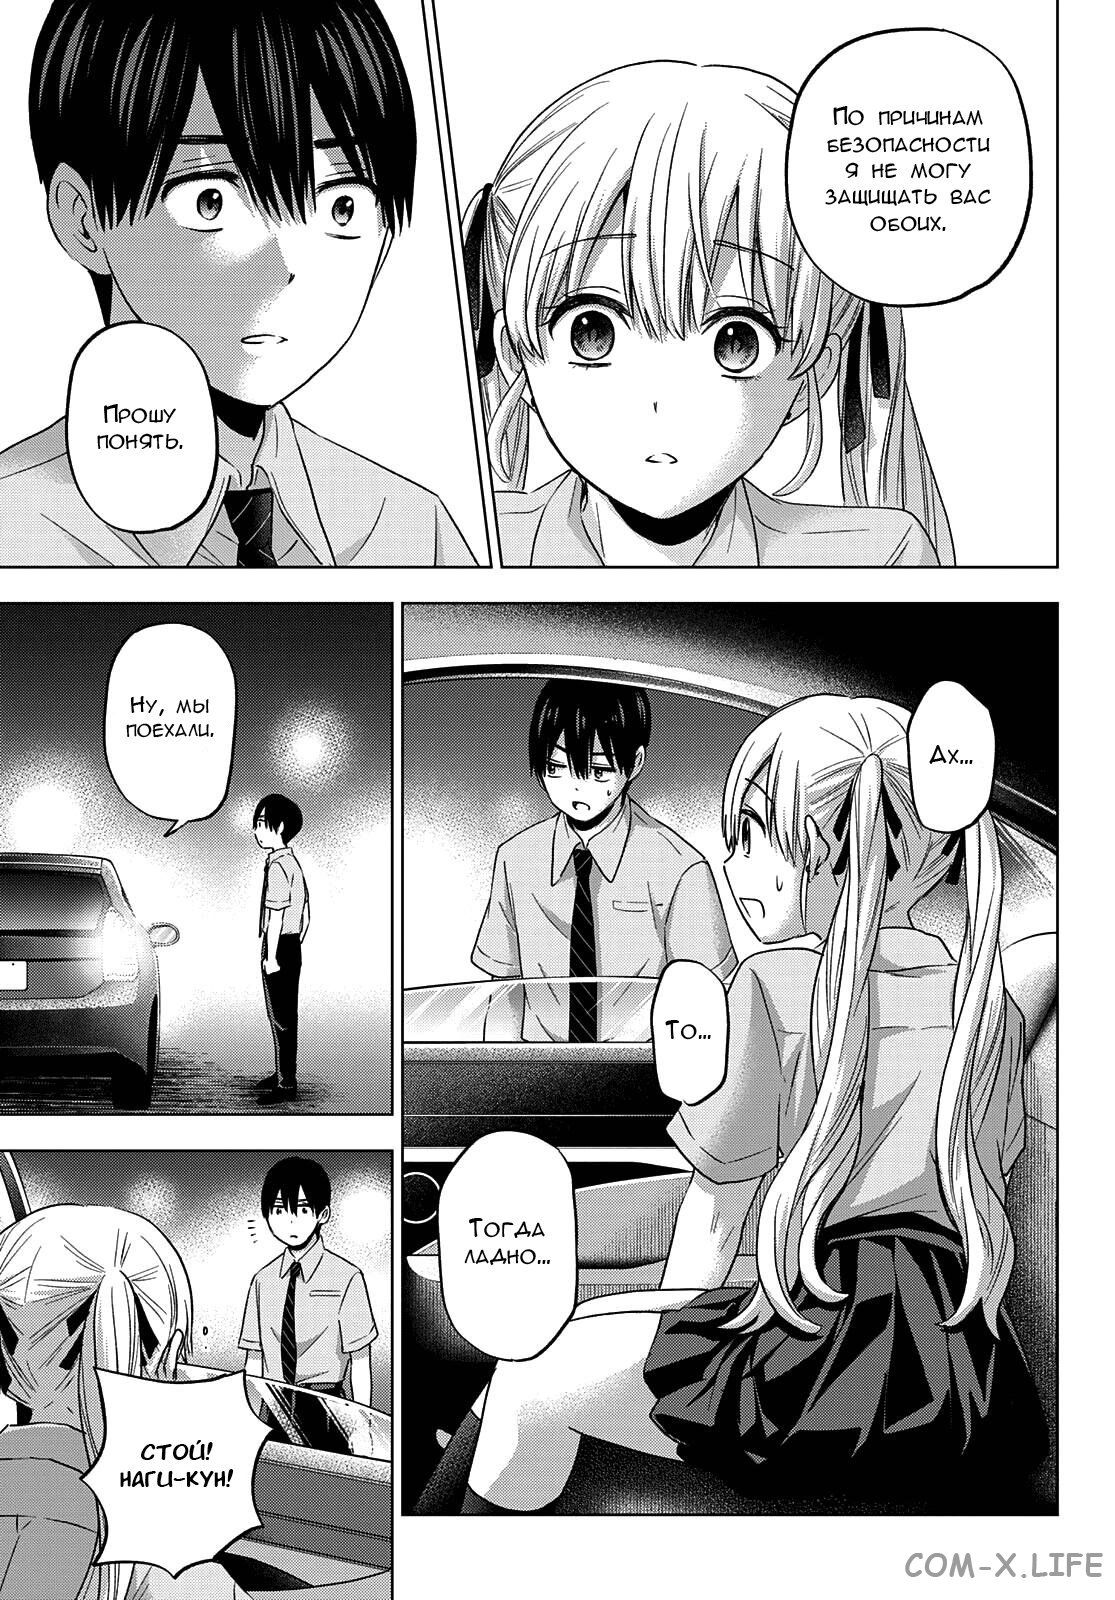 По причинам
безопасности
я не могу
защищать вас
обоих.
Прошу
понять.
Ах...
То...
Тогда
ладно...
Ну, мы
поехали.
СТОЙ!
НАГИ-КУН!
COM-X.LIFE